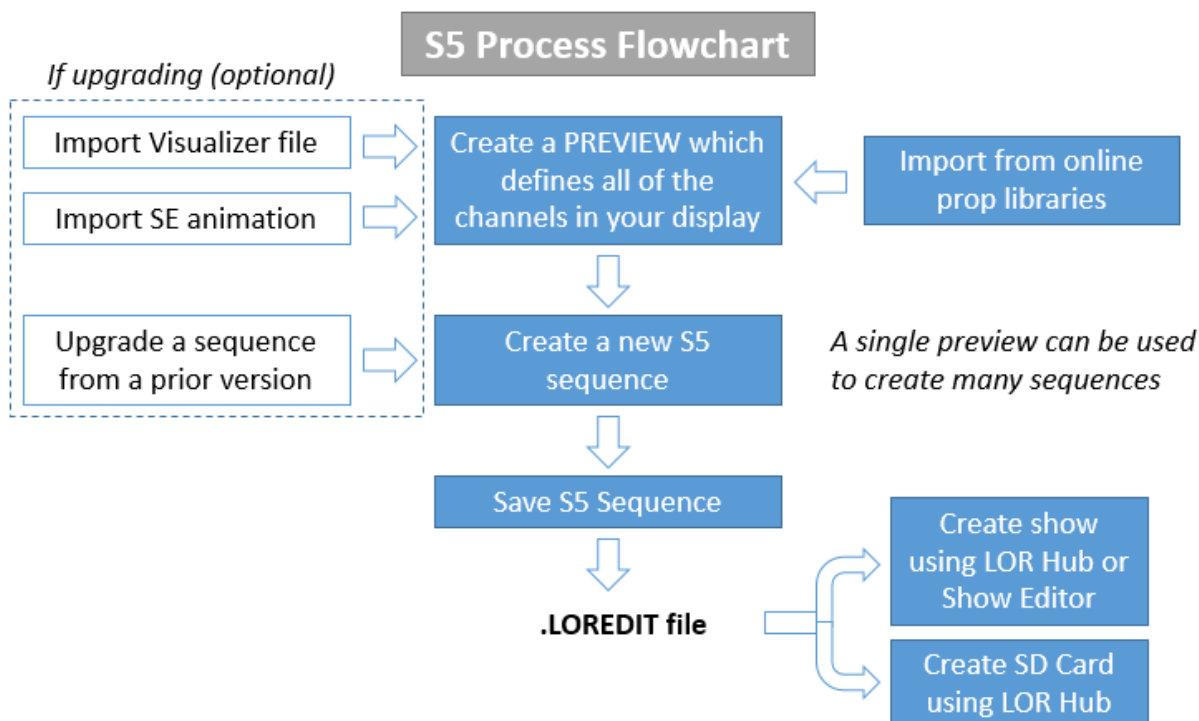 S5 Process Flowchart
If upgrading (optional)
Import Visualizer file
Import SE animation
Create a PREVIEW which
defines all of the
channels in your display
Import from online
prop libraries
Upgrade a sequence
from a prior version
Create a new S5
sequence
A single preview can be used
to create many sequences
Save S5 Sequence
.LOREDIT file
Create show
using LOR Hub or
Show Editor
Create SD Card
using LOR Hub